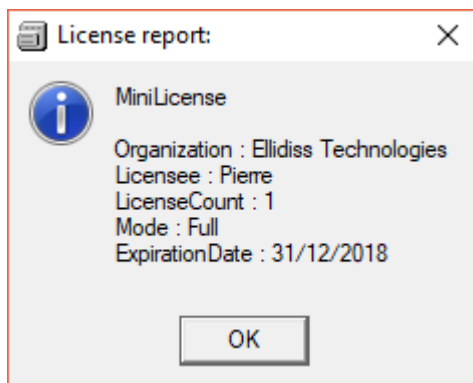 License report:
MiniLicense
Organization : Ellidiss Technologies
Licensee : Pierre
LicenseCount : 1
Mode : Full
ExpirationDate : 31/12/2018
OK